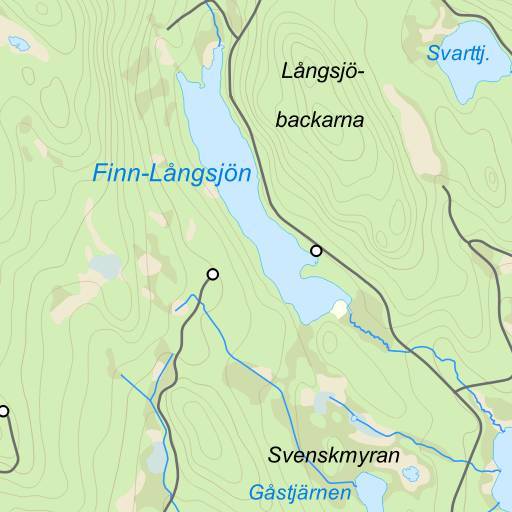 Svarttj.
Långsjö-
backarna
Finn-Långsjön
Svenskmyran
Gåstjärnen